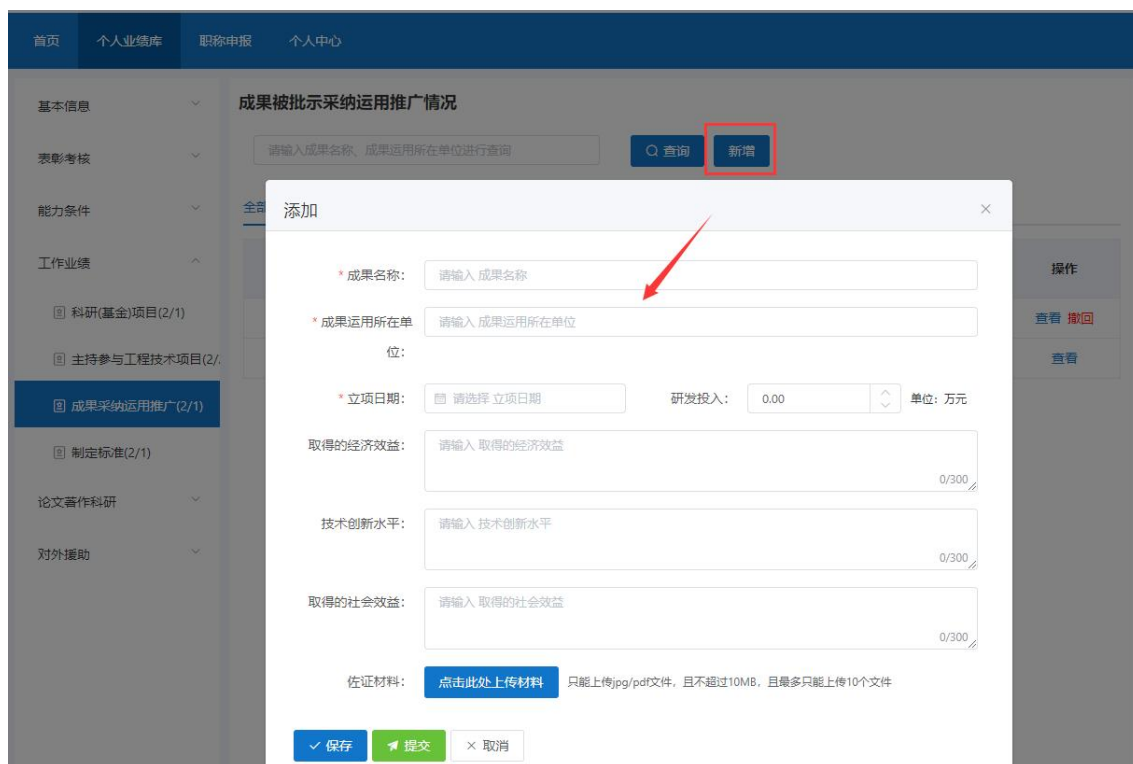 首页 个人业绩库 职称申报 个人中心
基本信息
表彰考核
能力条件
工作业绩
科研(基金)项目(2/1)
主持参与工程技术项目(2/
成果采纳运用推广(2/1)
制定标准(2/1)
论文著作科研
对外援助
成果被批示采纳运用推广情况
请输入成果名称、成果运用所在单位进行查询 查询 新增
全部
操作
查看 撤回
查看
添加
* 成果名称： 请输入 成果名称
* 成果运用所在单
位： 请输入 成果运用所在单位
* 立项日期： 请选择 立项日期 研发投入： 0.00 单位：万元
取得的经济效益： 请输入 取得的经济效益
0/300
技术创新水平： 请输入 技术创新水平
0/300
取得的社会效益： 请输入 取得的社会效益
0/300
佐证材料： 点击此处上传材料 只能上传jpg/pdf文件，且不超过10MB，且最多只能上传10个文件
保存 提交 取消